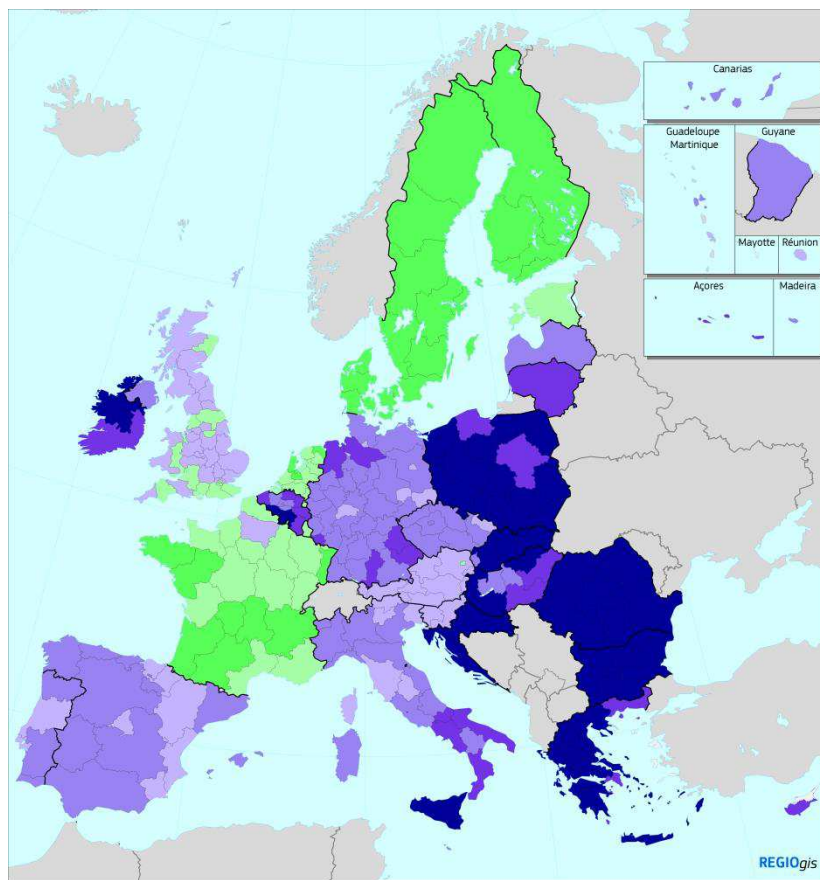 Canarias
Guadeloupe
Martinique
Guyane
Mayotte
Réunion
Açores
Madeira
REGIOgis